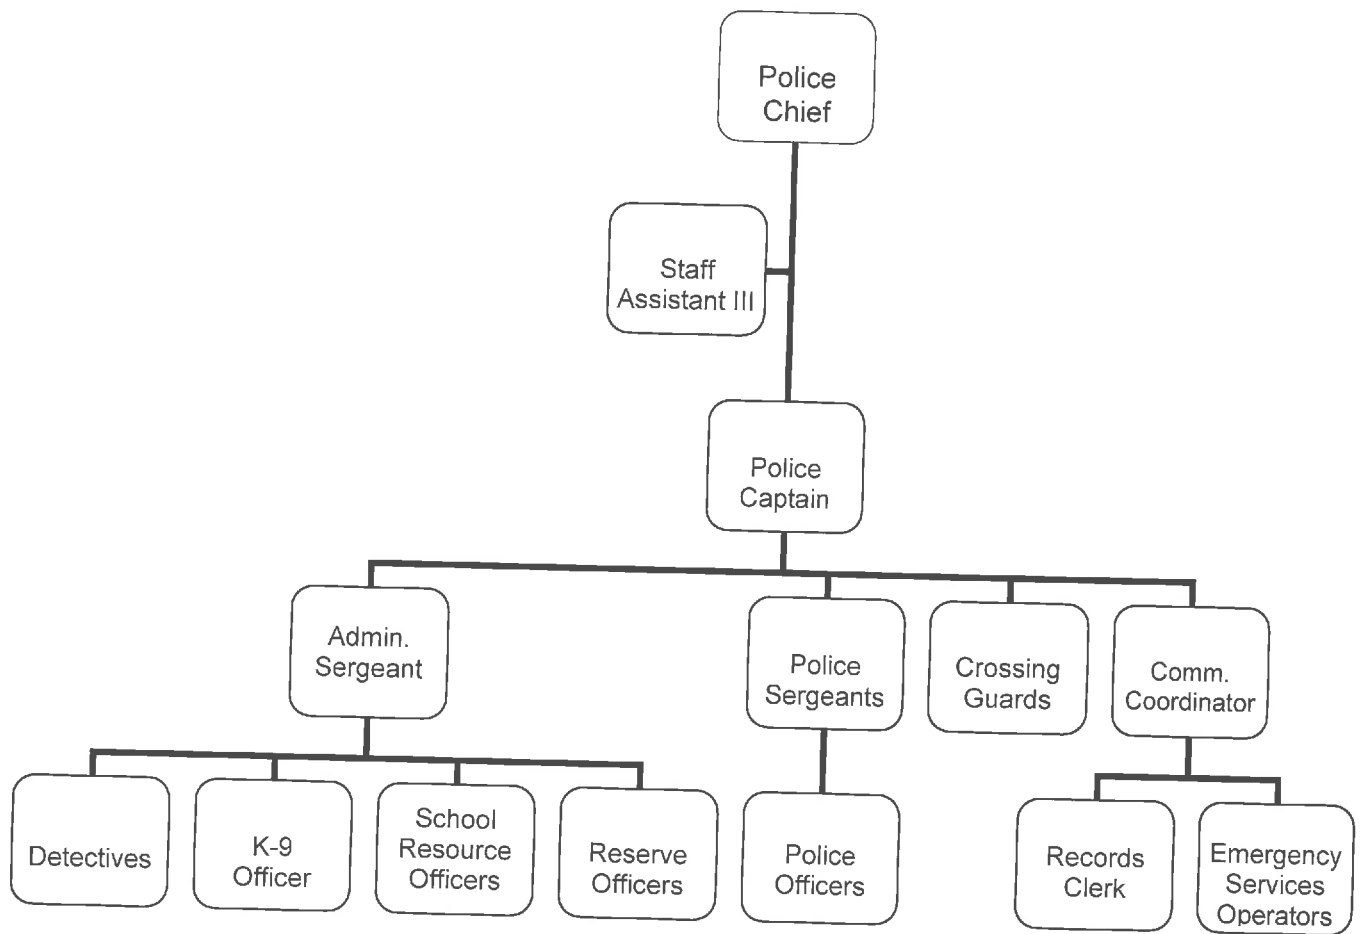 Police
Chief
Staff
Assistant III
Police
Captain
Admin.
Sergeant
Police
Sergeants
Crossing
Guards
Comm.
Coordinator
Detectives
K-9
Officer
School
Resource
Officers
Reserve
Officers
Police
Officers
Records
Clerk
Emergency
Services
Operators